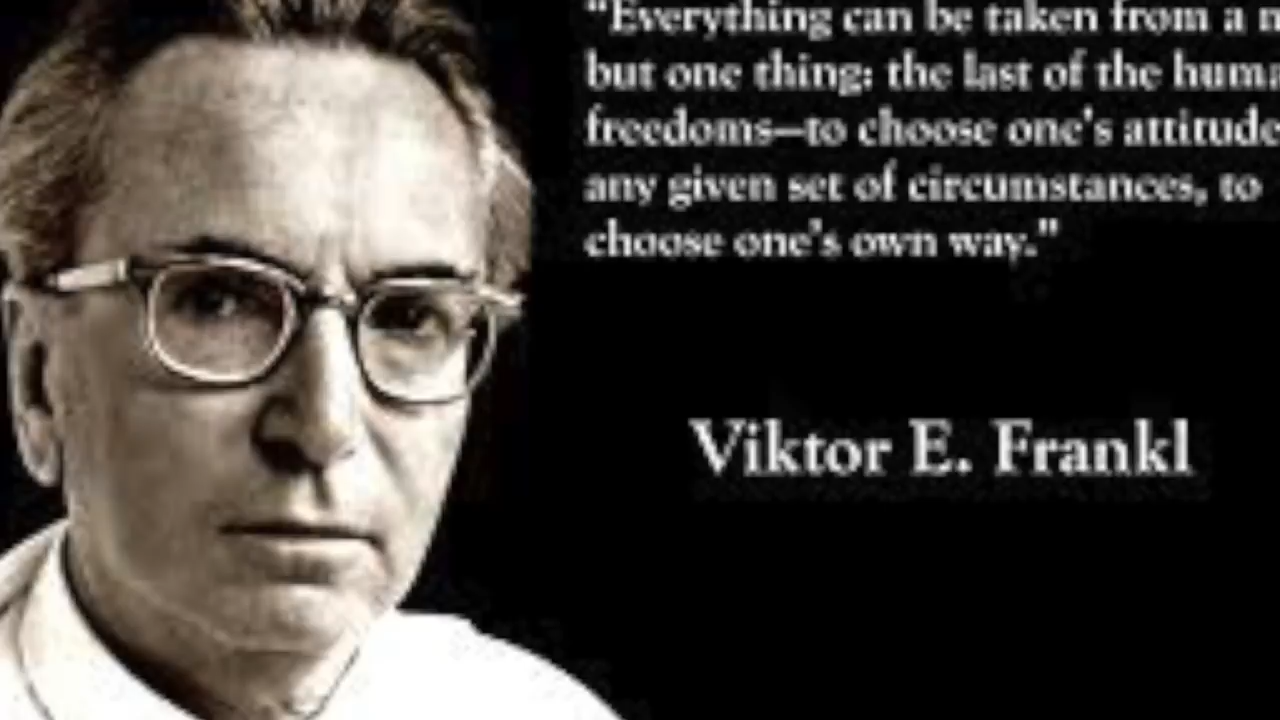 “Everything can be taken from a
but one thing: the last of the huma
freedoms—to choose one's attitude
any given set of circumstances, to
choose one's own way."
Viktor E. Frankl